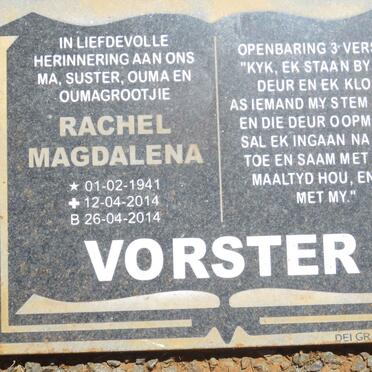 IN LIEFDEVOLLE
HERINNERING AAN ONS
MA, SUSTER, OUMA EN
OUMAGROOTJIE
RACHEL
MAGDALENA
★ 01-02-1941
✚ 12-04-2014
B 26-04-2014
OPENBARING 3 VERS
"KYK, EK STAAN BY
DEUR EN EK KLO
AS IEMAND MY STEM
EN DIE DEUR OOPM
SAL EK INGAAN NA
TOE EN SAAM MET
MAALTYD HOU, EN
MET MY."
VORSTER
DEI GR